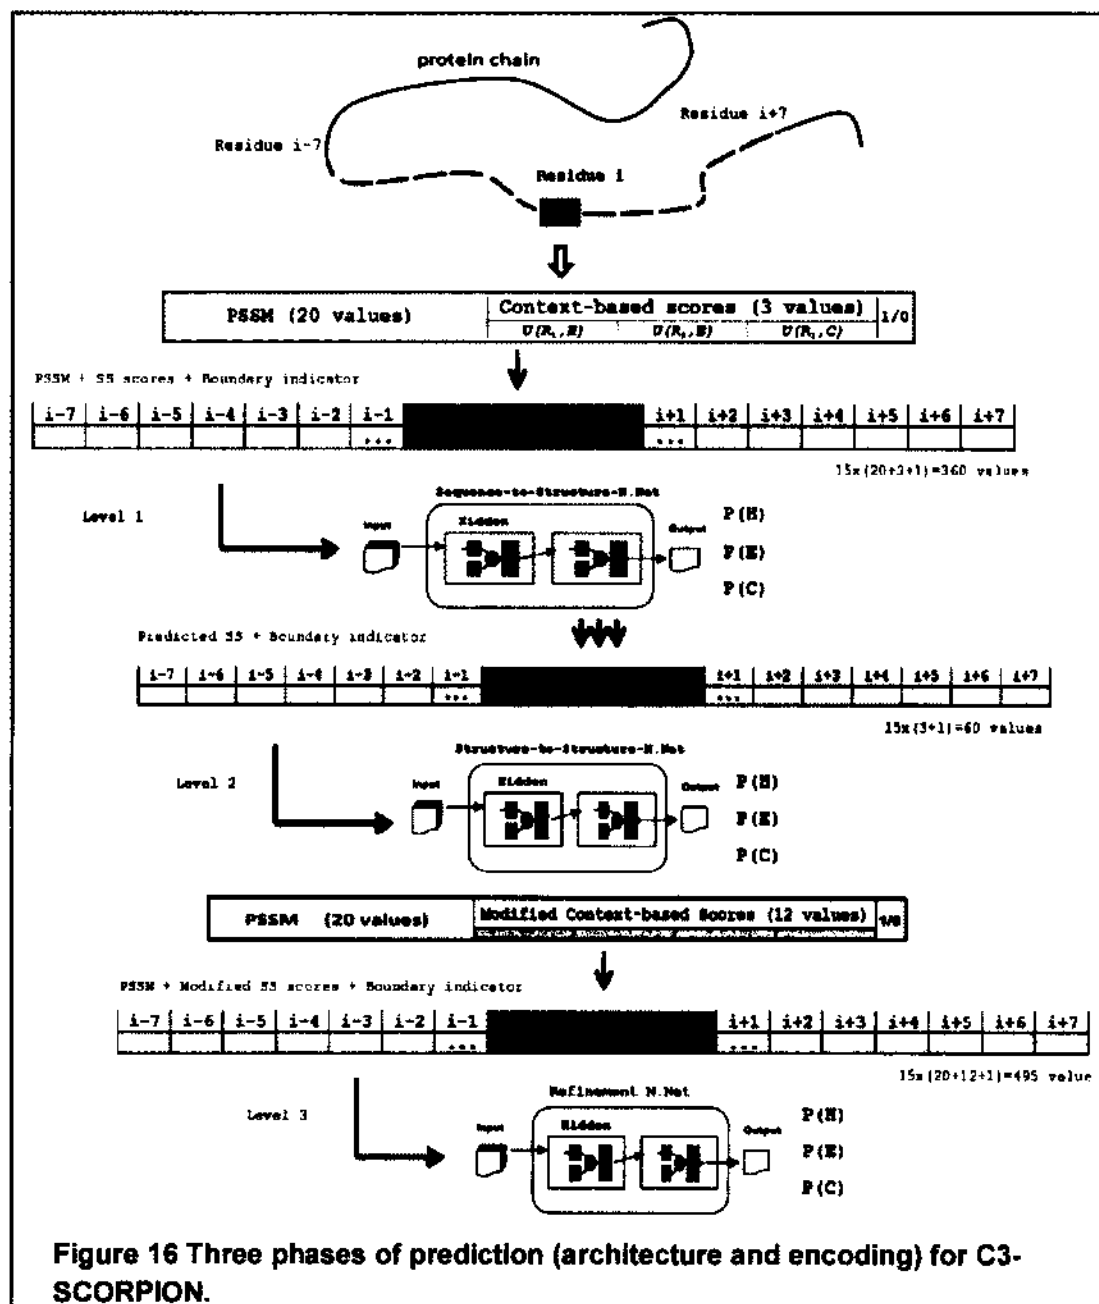 protein chain
Residue i+7
Residue i-7
Residue i
PSSM (20 values)
Context-based scores (3 values)
1/0
U(Ri,H) U(Ri,E) U(Ri,C)
PSSM + SS scores + Boundary indicator
i-7 i-6 i-5 i-4 i-3 i-2 i-1 i+1 i+2 i+3 i+4 i+5 i+6 i+7
... ...
15x(20+3+1)=360 values
Sequence-to-Structure-N.Net
Level 1
Input
Hidden
Output
P(H)
P(E)
P(C)
Predicted SS + Boundary indicator
i-7 i-6 i-5 i-4 i-3 i-2 i-1 i+1 i+2 i+3 i+4 i+5 i+6 i+7
... ...
15x(3+1)=60 values
Structure-to-Structure-N.Net
Level 2
Input
Hidden
Output
P(H)
P(E)
P(C)
PSSM (20 values)
Modified Context-based Scores (12 values)
1/0
PSSM + Modified SS scores + Boundary indicator
i-7 i-6 i-5 i-4 i-3 i-2 i-1 i+1 i+2 i+3 i+4 i+5 i+6 i+7
... ...
15x(20+12+1)=495 value
Refinement N.Net
Level 3
Input
Hidden
Output
P(H)
P(E)
P(C)
Figure 16 Three phases of prediction (architecture and encoding) for C3-
SCORPION.